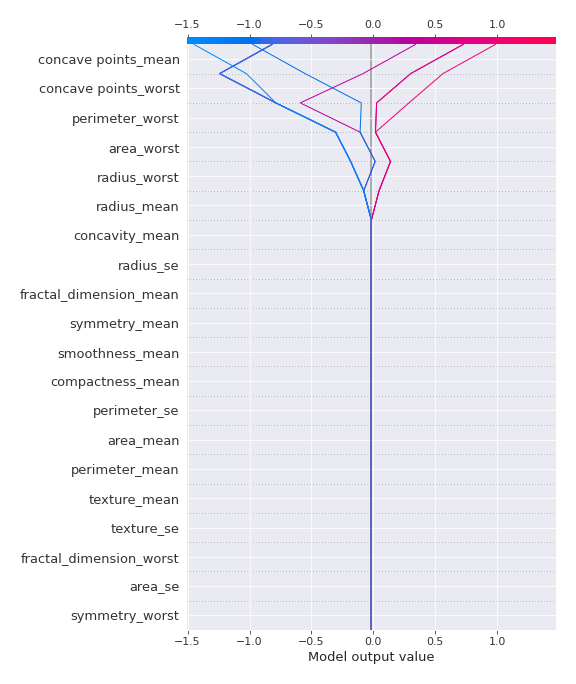 −1.5 −1.0 −0.5 0.0 0.5 1.0
concave points_mean
concave points_worst
perimeter_worst
area_worst
radius_worst
radius_mean
concavity_mean
radius_se
fractal_dimension_mean
symmetry_mean
smoothness_mean
compactness_mean
perimeter_se
area_mean
perimeter_mean
texture_mean
texture_se
fractal_dimension_worst
area_se
symmetry_worst
−1.5 −1.0 −0.5 0.0 0.5 1.0
Model output value